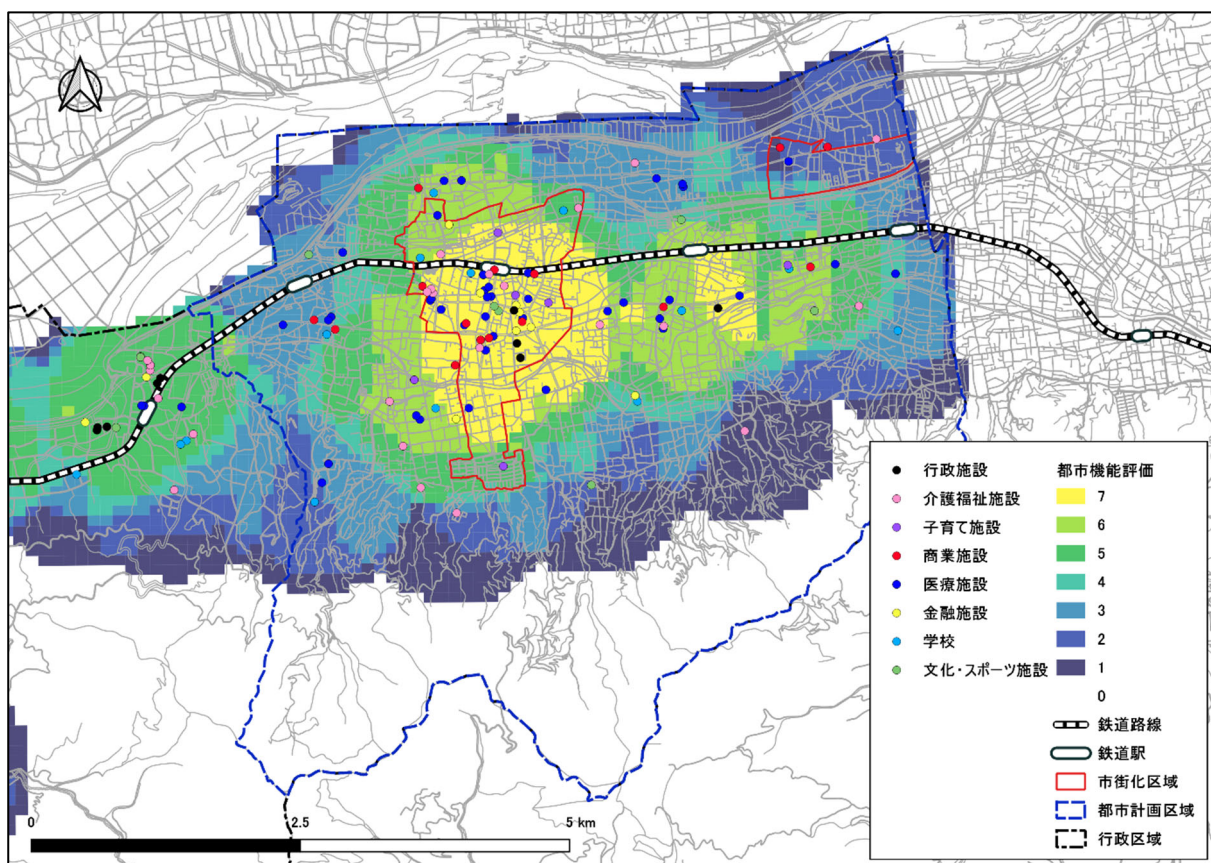 行政施設
介護福祉施設
子育て施設
商業施設
医療施設
金融施設
学校
文化・スポーツ施設
都市機能評価
7
6
5
4
3
2
1
0
鉄道路線
鉄道駅
市街化区域
都市計画区域
行政区域
0 2.5 5 km